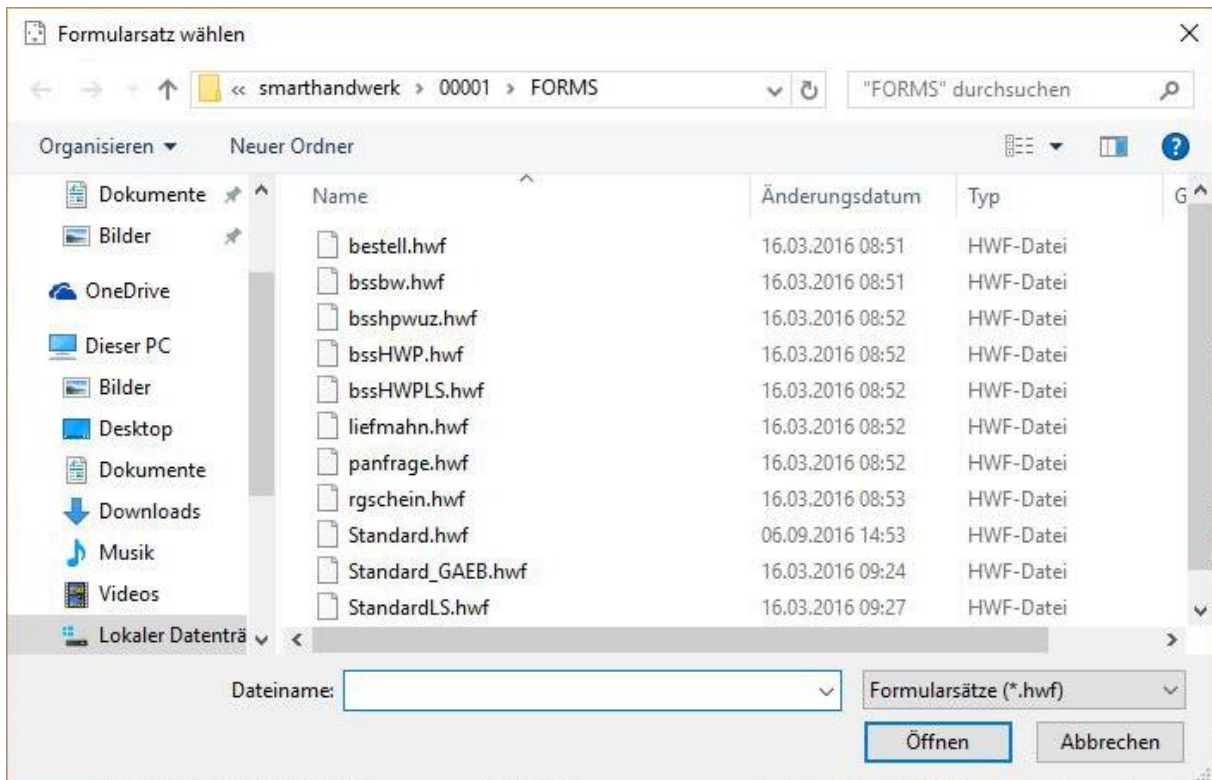 Formularsatz wählen
« smarthandwerk › 00001 › FORMS "FORMS" durchsuchen
Organisieren Neuer Ordner
Dokumente
Bilder
OneDrive
Dieser PC
Bilder
Desktop
Dokumente
Downloads
Musik
Videos
Lokaler Datenträ
Name Änderungsdatum Typ G
bestell.hwf 16.03.2016 08:51 HWF-Datei
bssbw.hwf 16.03.2016 08:51 HWF-Datei
bsshpwuz.hwf 16.03.2016 08:52 HWF-Datei
bssHWP.hwf 16.03.2016 08:52 HWF-Datei
bssHWPLS.hwf 16.03.2016 08:52 HWF-Datei
liefmahn.hwf 16.03.2016 08:52 HWF-Datei
panfrage.hwf 16.03.2016 08:52 HWF-Datei
rgschein.hwf 16.03.2016 08:53 HWF-Datei
Standard.hwf 06.09.2016 14:53 HWF-Datei
Standard_GAEB.hwf 16.03.2016 09:24 HWF-Datei
StandardLS.hwf 16.03.2016 09:27 HWF-Datei
Dateiname: Formularsätze (*.hwf)
Öffnen Abbrechen